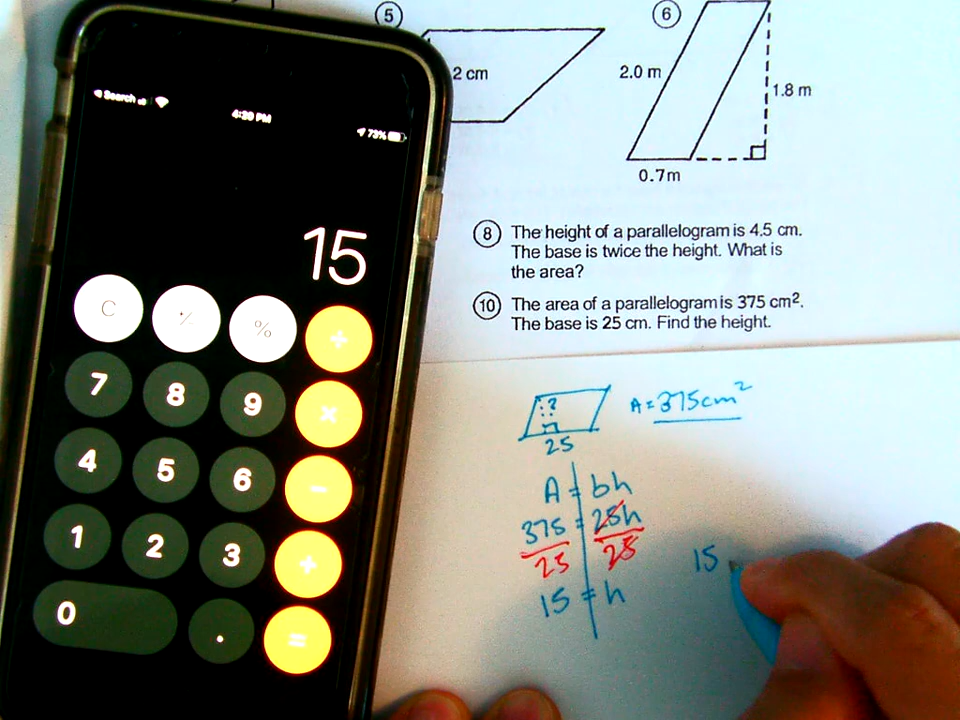 ◀ Search
4:20 PM
73%
15
C
%
÷
7 8 9 ×
4 5 6 −
1 2 3 +
0 . =
5
2 cm
6
2.0 m
1.8 m
0.7m
8 The height of a parallelogram is 4.5 cm.
The base is twice the height. What is
the area?
10 The area of a parallelogram is 375 cm².
The base is 25 cm. Find the height.
?
25
A = 375cm²
A = bh
375 = 25h
25 25
15 = h
15